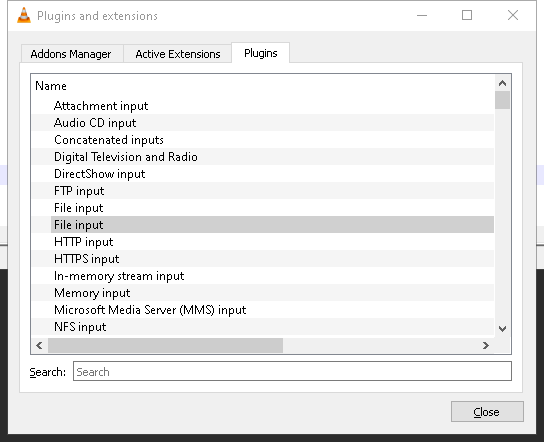 Plugins and extensions
Addons Manager Active Extensions Plugins
Name
Attachment input
Audio CD input
Concatenated inputs
Digital Television and Radio
DirectShow input
FTP input
File input
File input
HTTP input
HTTPS input
In-memory stream input
Memory input
Microsoft Media Server (MMS) input
NFS input
Search: Search
Close